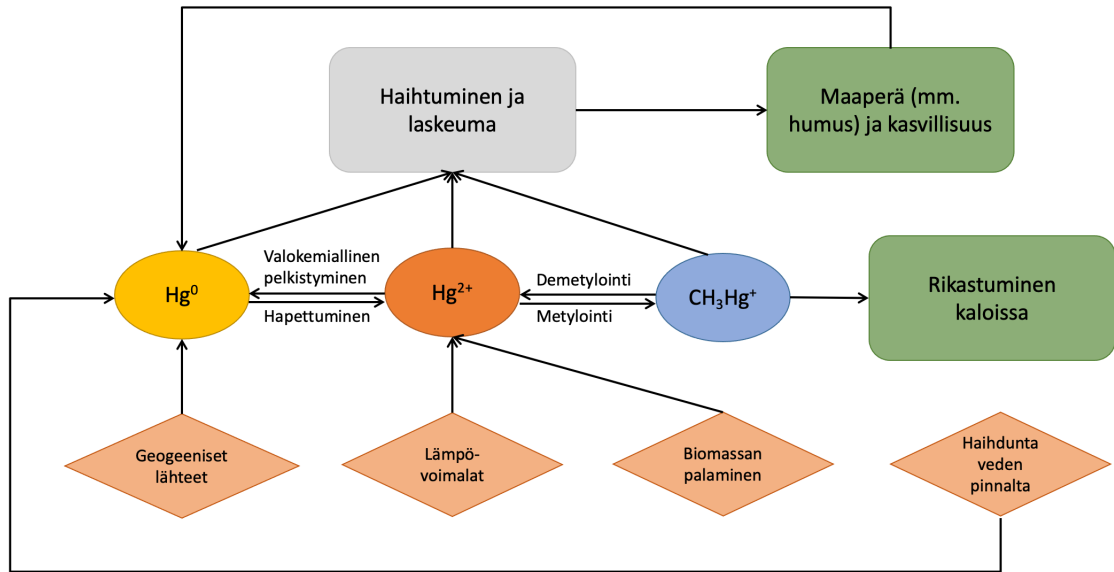 Haihtuminen ja
laskeuma
Maaperä (mm.
humus) ja kasvillisuus
Hg⁰
Valokemiallinen
pelkistyminen
Hapettuminen
Hg²⁺
Demetylointi
Metylointi
CH₃Hg⁺
Rikastuminen
kaloissa
Geogeeniset
lähteet
Lämpö-
voimalat
Biomassan
palaminen
Haihdunta
veden
pinnalta